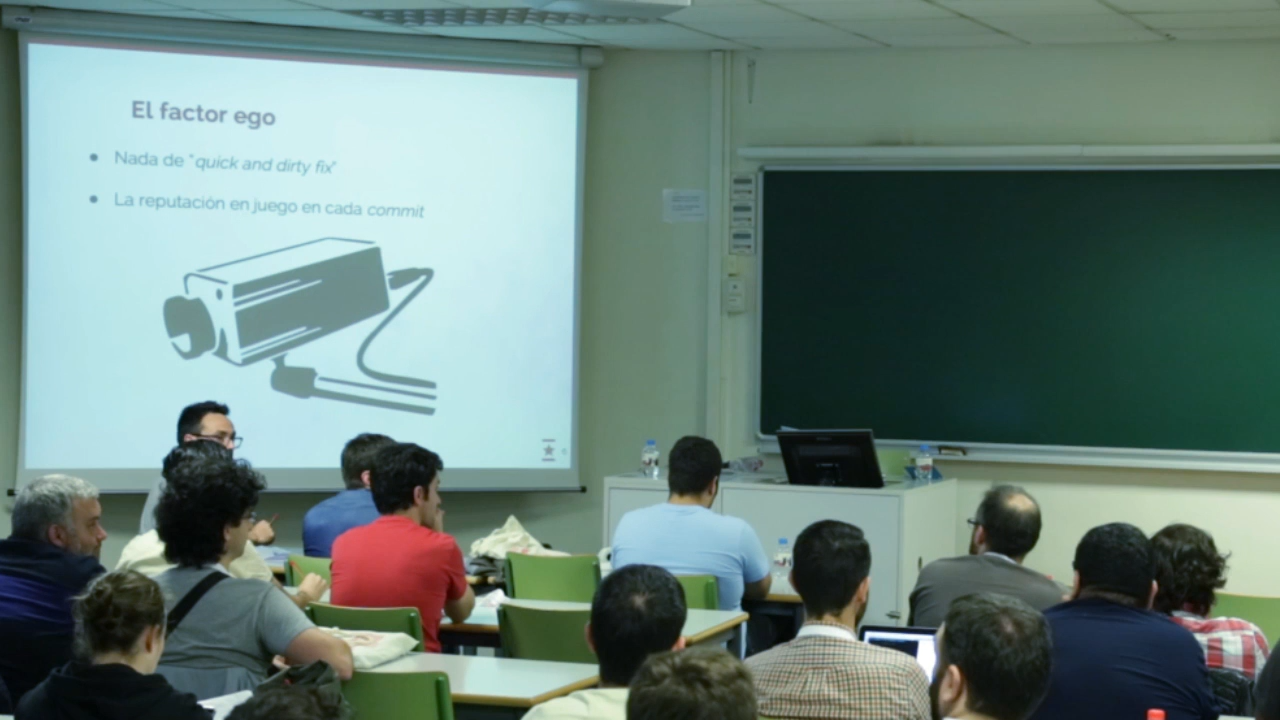 El factor ego
Nada de "quick and dirty fix"
La reputación en juego en cada commit